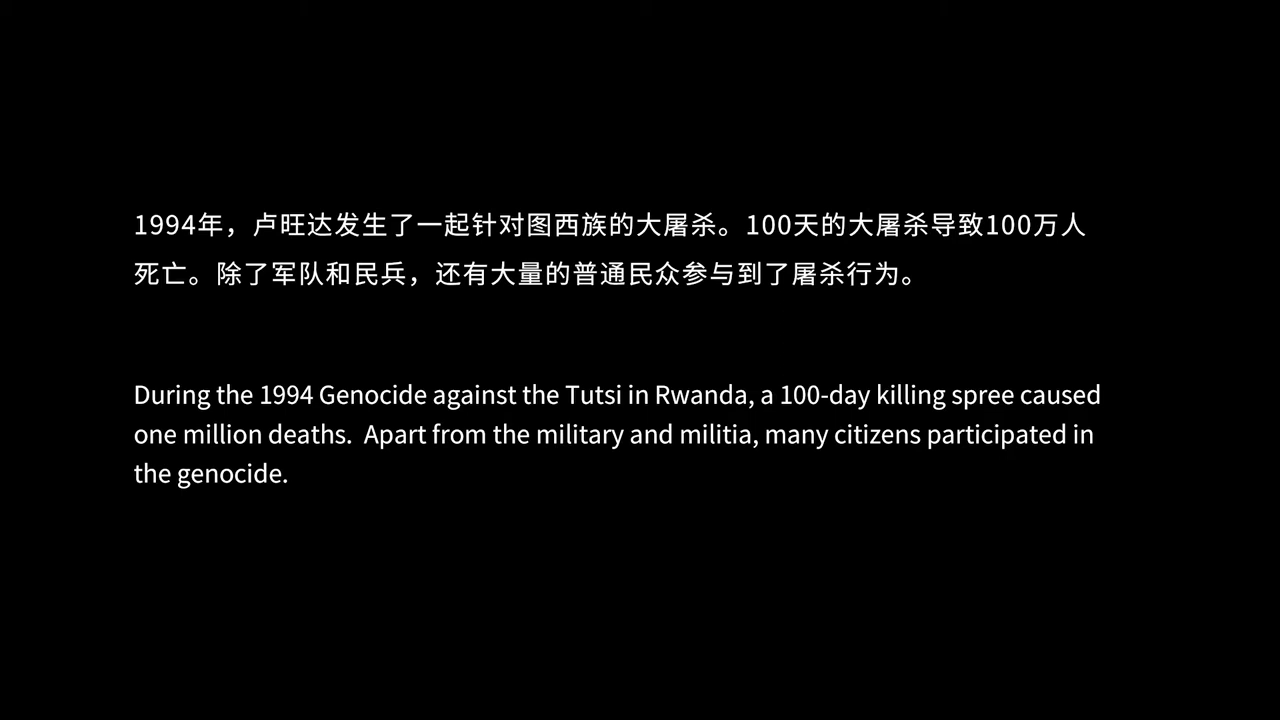 1994年，卢旺达发生了一起针对图西族的大屠杀。100天的大屠杀导致100万人
死亡。除了军队和民兵，还有大量的普通民众参与到了屠杀行为。
During the 1994 Genocide against the Tutsi in Rwanda, a 100-day killing spree caused
one million deaths.  Apart from the military and militia, many citizens participated in
the genocide.